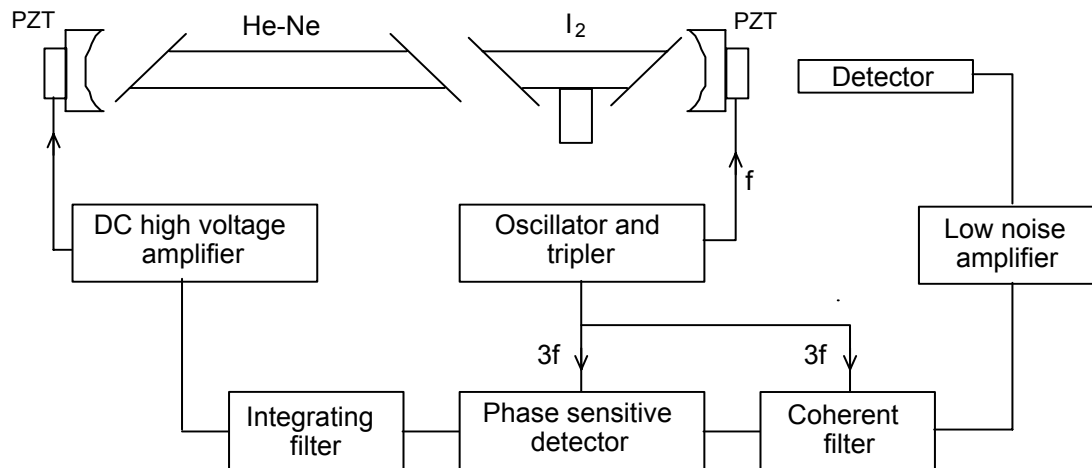 PZT
He-Ne
I2
PZT
Detector
f
DC high voltage
amplifier
Oscillator and
tripler
Low noise
amplifier
3f
3f
Integrating
filter
Phase sensitive
detector
Coherent
filter